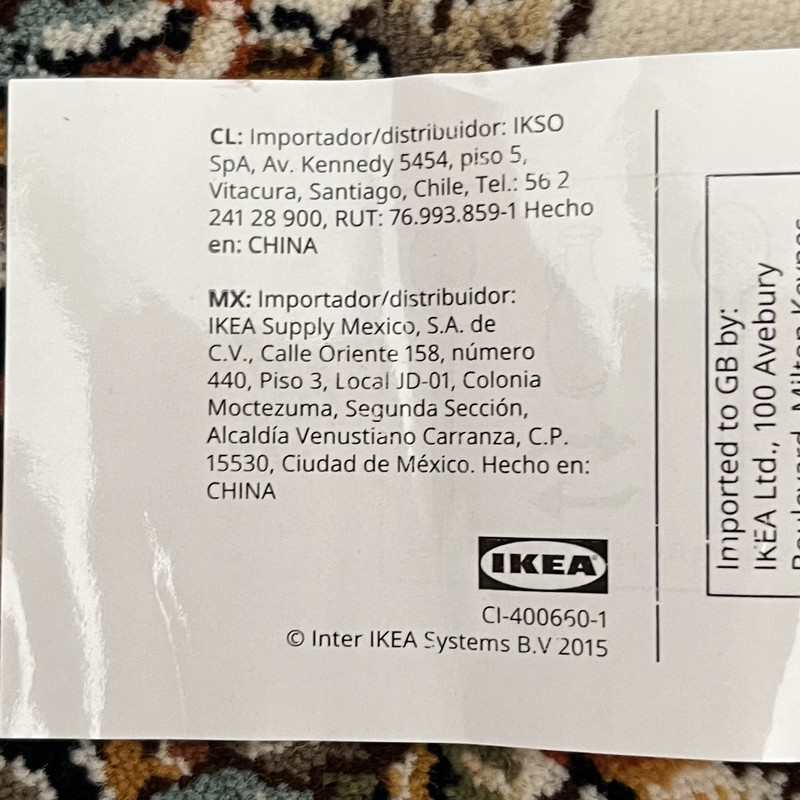 CL: Importador/distribuidor: IKSO
SpA, Av. Kennedy 5454, piso 5,
Vitacura, Santiago, Chile, Tel.: 56 2
241 28 900, RUT: 76.993.859-1 Hecho
en: CHINA
MX: Importador/distribuidor:
IKEA Supply Mexico, S.A. de
C.V., Calle Oriente 158, número
440, Piso 3, Local JD-01, Colonia
Moctezuma, Segunda Sección,
Alcaldía Venustiano Carranza, C.P.
15530, Ciudad de México. Hecho en:
CHINA
IKEA
CI-400660-1
© Inter IKEA Systems B.V 2015
Imported to GB by:
IKEA Ltd., 100 Avebury